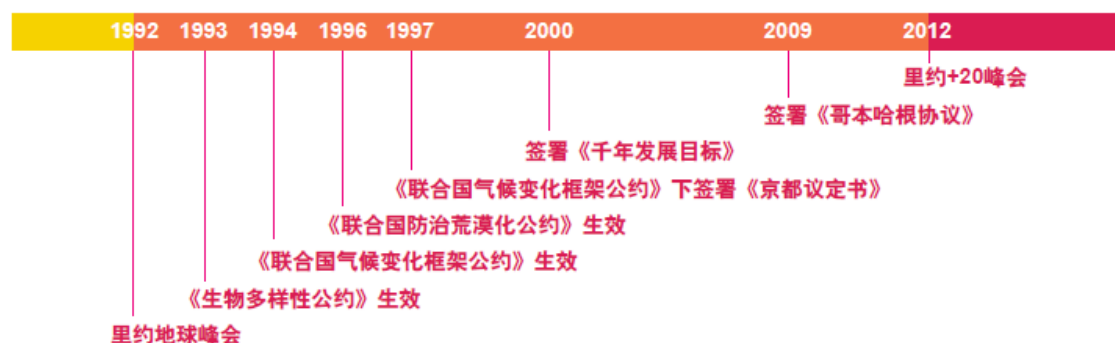 1992 1993 1994 1996 1997 2000 2009 2012
里约+20峰会
签署《哥本哈根协议》
签署《千年发展目标》
《联合国气候变化框架公约》下签署《京都议定书》
《联合国防治荒漠化公约》生效
《联合国气候变化框架公约》生效
《生物多样性公约》生效
里约地球峰会